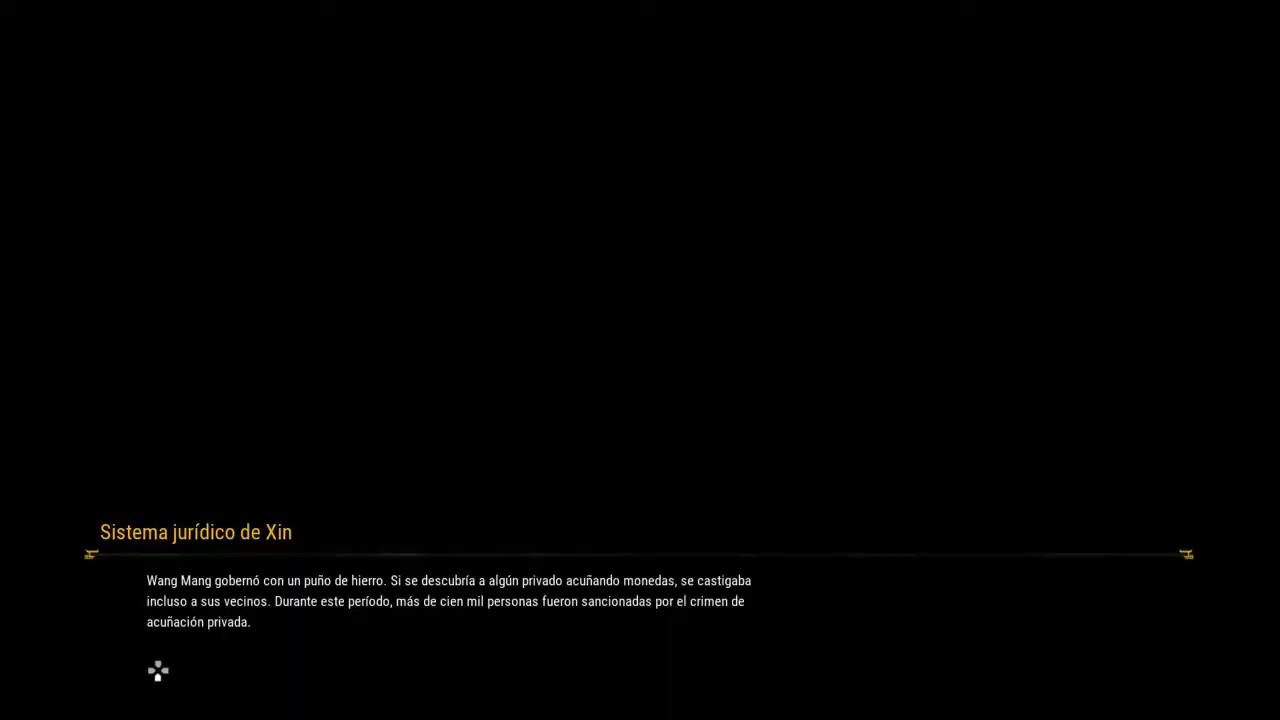 Sistema jurídico de Xin
Wang Mang gobernó con un puño de hierro. Si se descubría a algún privado acuñando monedas, se castigaba
incluso a sus vecinos. Durante este período, más de cien mil personas fueron sancionadas por el crimen de
acuñación privada.